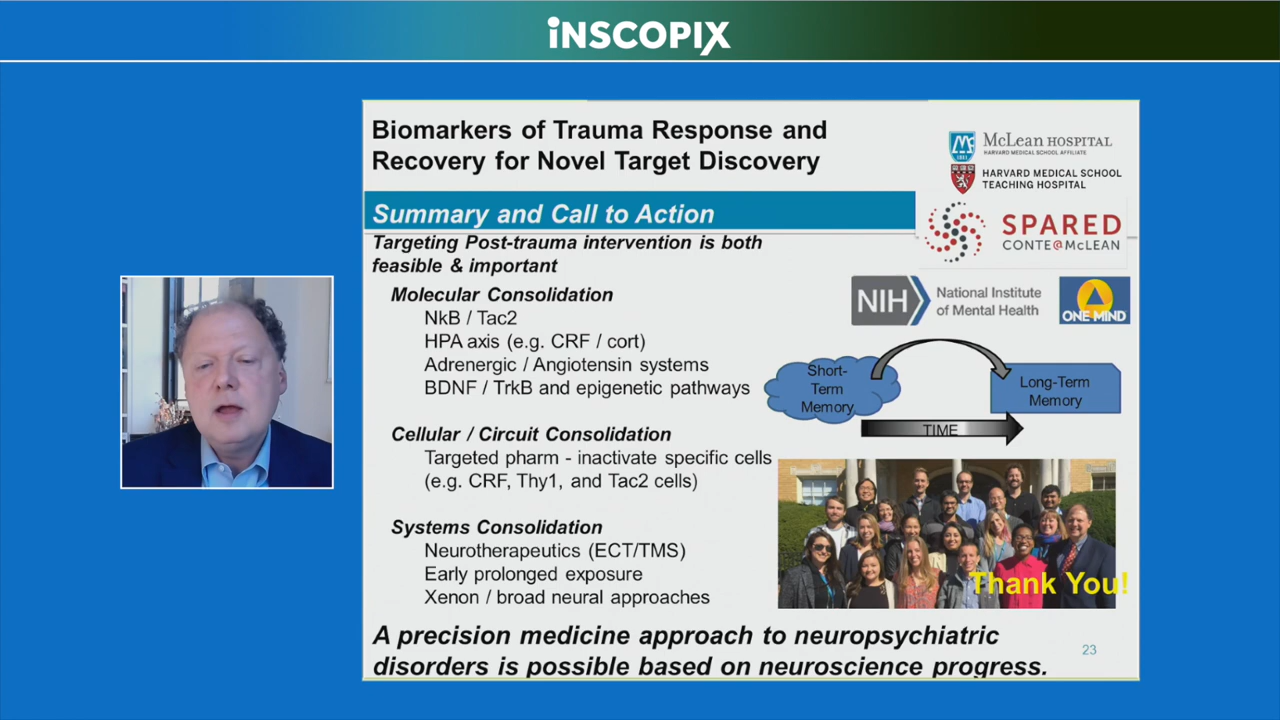 iNSCOPIX
Biomarkers of Trauma Response and
Recovery for Novel Target Discovery
McLEAN HOSPITAL
HARVARD MEDICAL SCHOOL AFFILIATE
HARVARD MEDICAL SCHOOL
TEACHING HOSPITAL
Summary and Call to Action
SPARED
CONTE@McLEAN
Targeting Post-trauma intervention is both
feasible & important
NIH
National Institute
of Mental Health
ONE MIND
Molecular Consolidation
NkB / Tac2
HPA axis (e.g. CRF / cort)
Adrenergic / Angiotensin systems
BDNF / TrkB and epigenetic pathways
Short-
Term
Memory
Long-Term
Memory
TIME
Cellular / Circuit Consolidation
Targeted pharm - inactivate specific cells
(e.g. CRF, Thy1, and Tac2 cells)
Systems Consolidation
Neurotherapeutics (ECT/TMS)
Early prolonged exposure
Xenon / broad neural approaches
Thank You!
A precision medicine approach to neuropsychiatric
disorders is possible based on neuroscience progress.
23